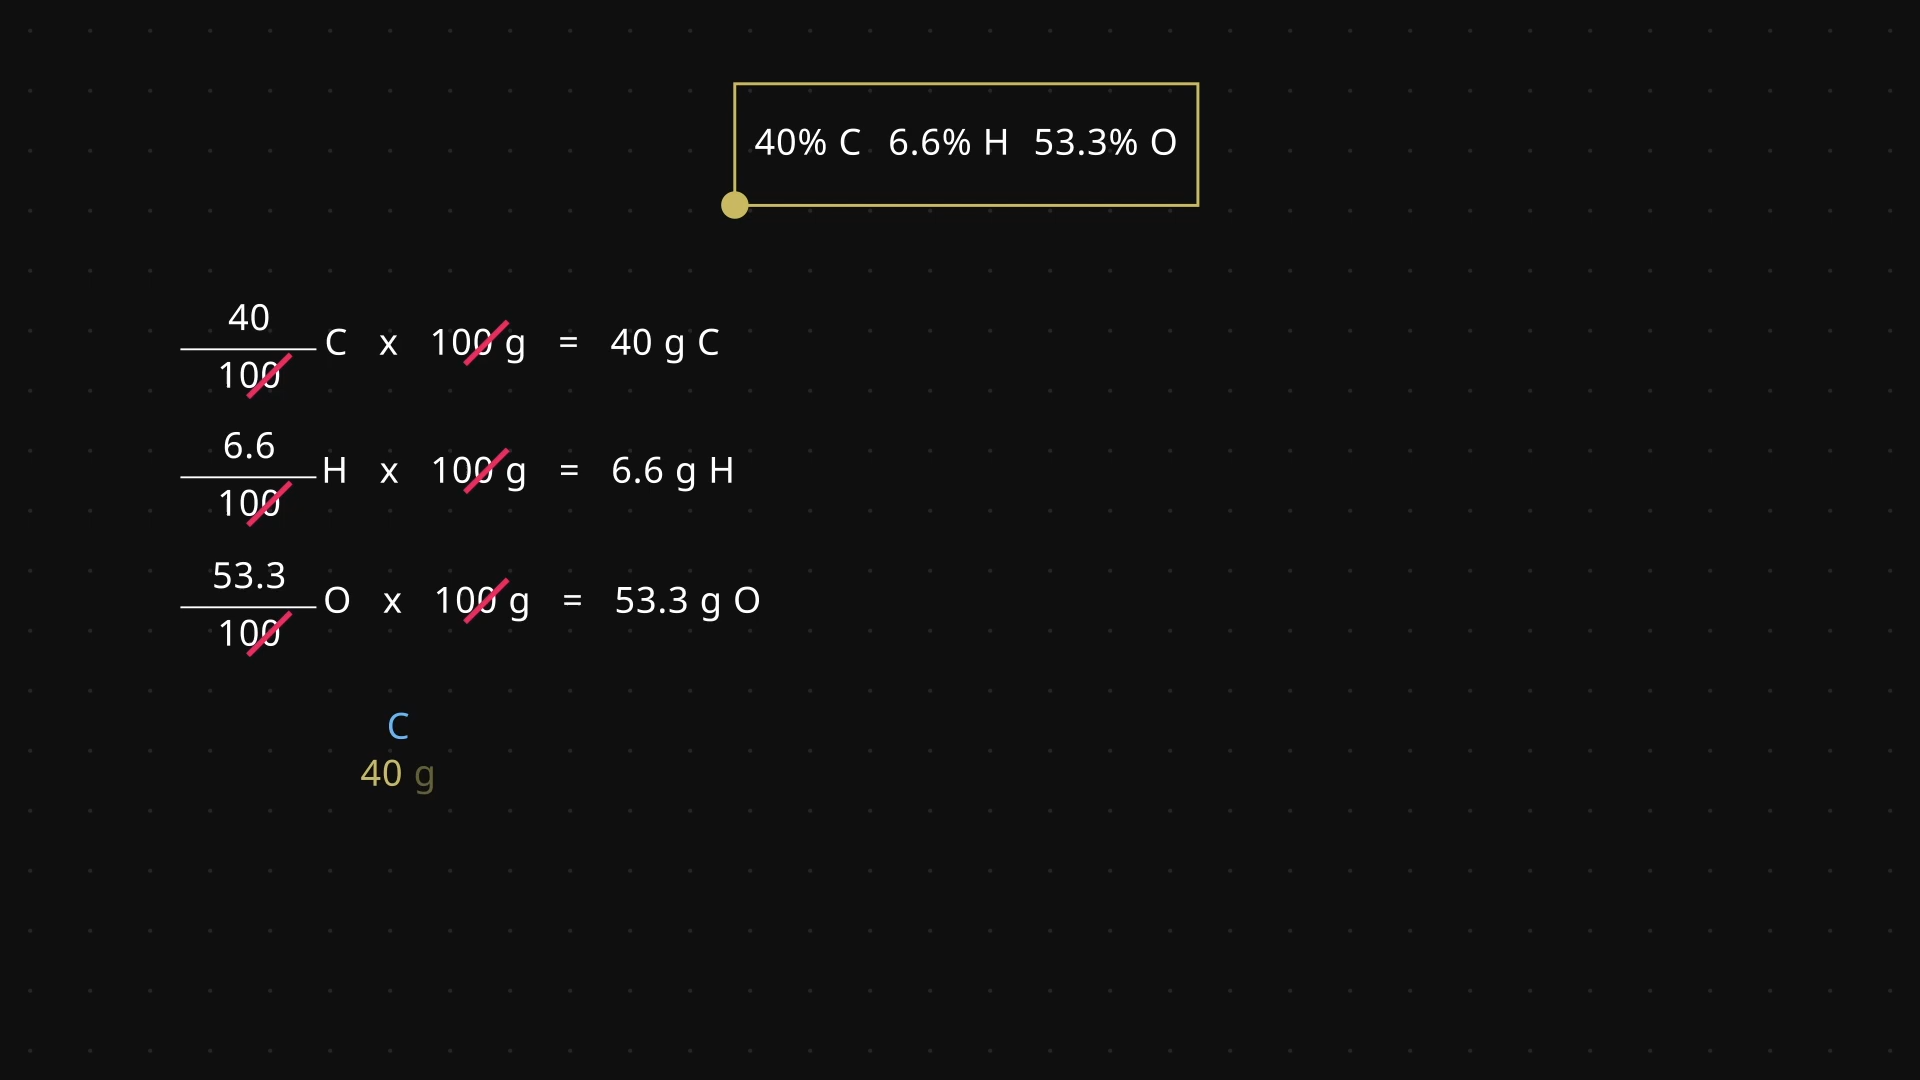 40% C 6.6% H 53.3% O
40
C x 100 g = 40 g C
100
6.6
H x 100 g = 6.6 g H
100
53.3
O x 100 g = 53.3 g O
100
C
40 g